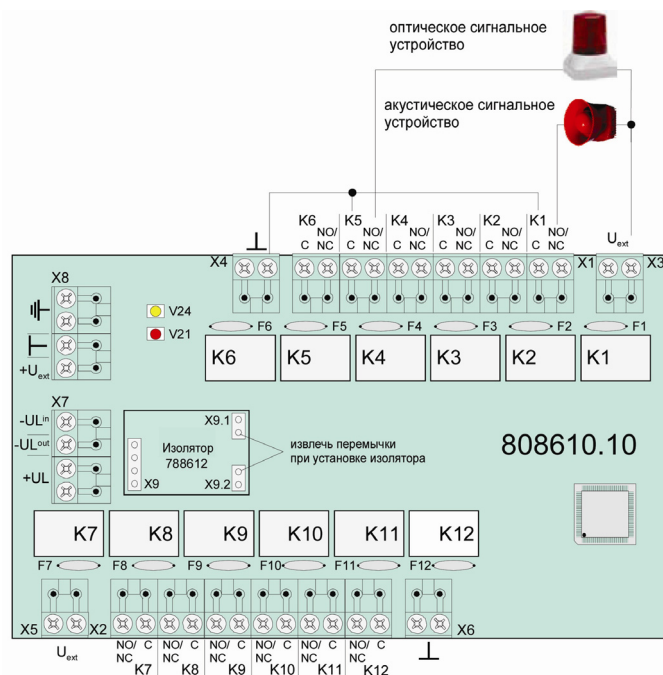 оптическое сигнальное
устройство
акустическое сигнальное
устройство
K6 K5 K4 K3 K2 K1
C NO/NC C NO/NC C NO/NC C NO/NC C NO/NC C NO/NC
Uext
X4 X1 X3
X8
V24
V21
+Uext
F6 F5 F4 F3 F2 F1
K6 K5 K4 K3 K2 K1
X7
-ULin
-ULout
+UL
X9.1
Изолятор
788612
X9 X9.2
извлечь перемычки
при установке изолятора
808610.10
K7 K8 K9 K10 K11 K12
F7 F8 F9 F10 F11 F12
X5 X2 X6
Uext
NO/NC C NO/NC C NO/NC C NO/NC C NO/NC C NO/NC C
K7 K8 K9 K10 K11 K12